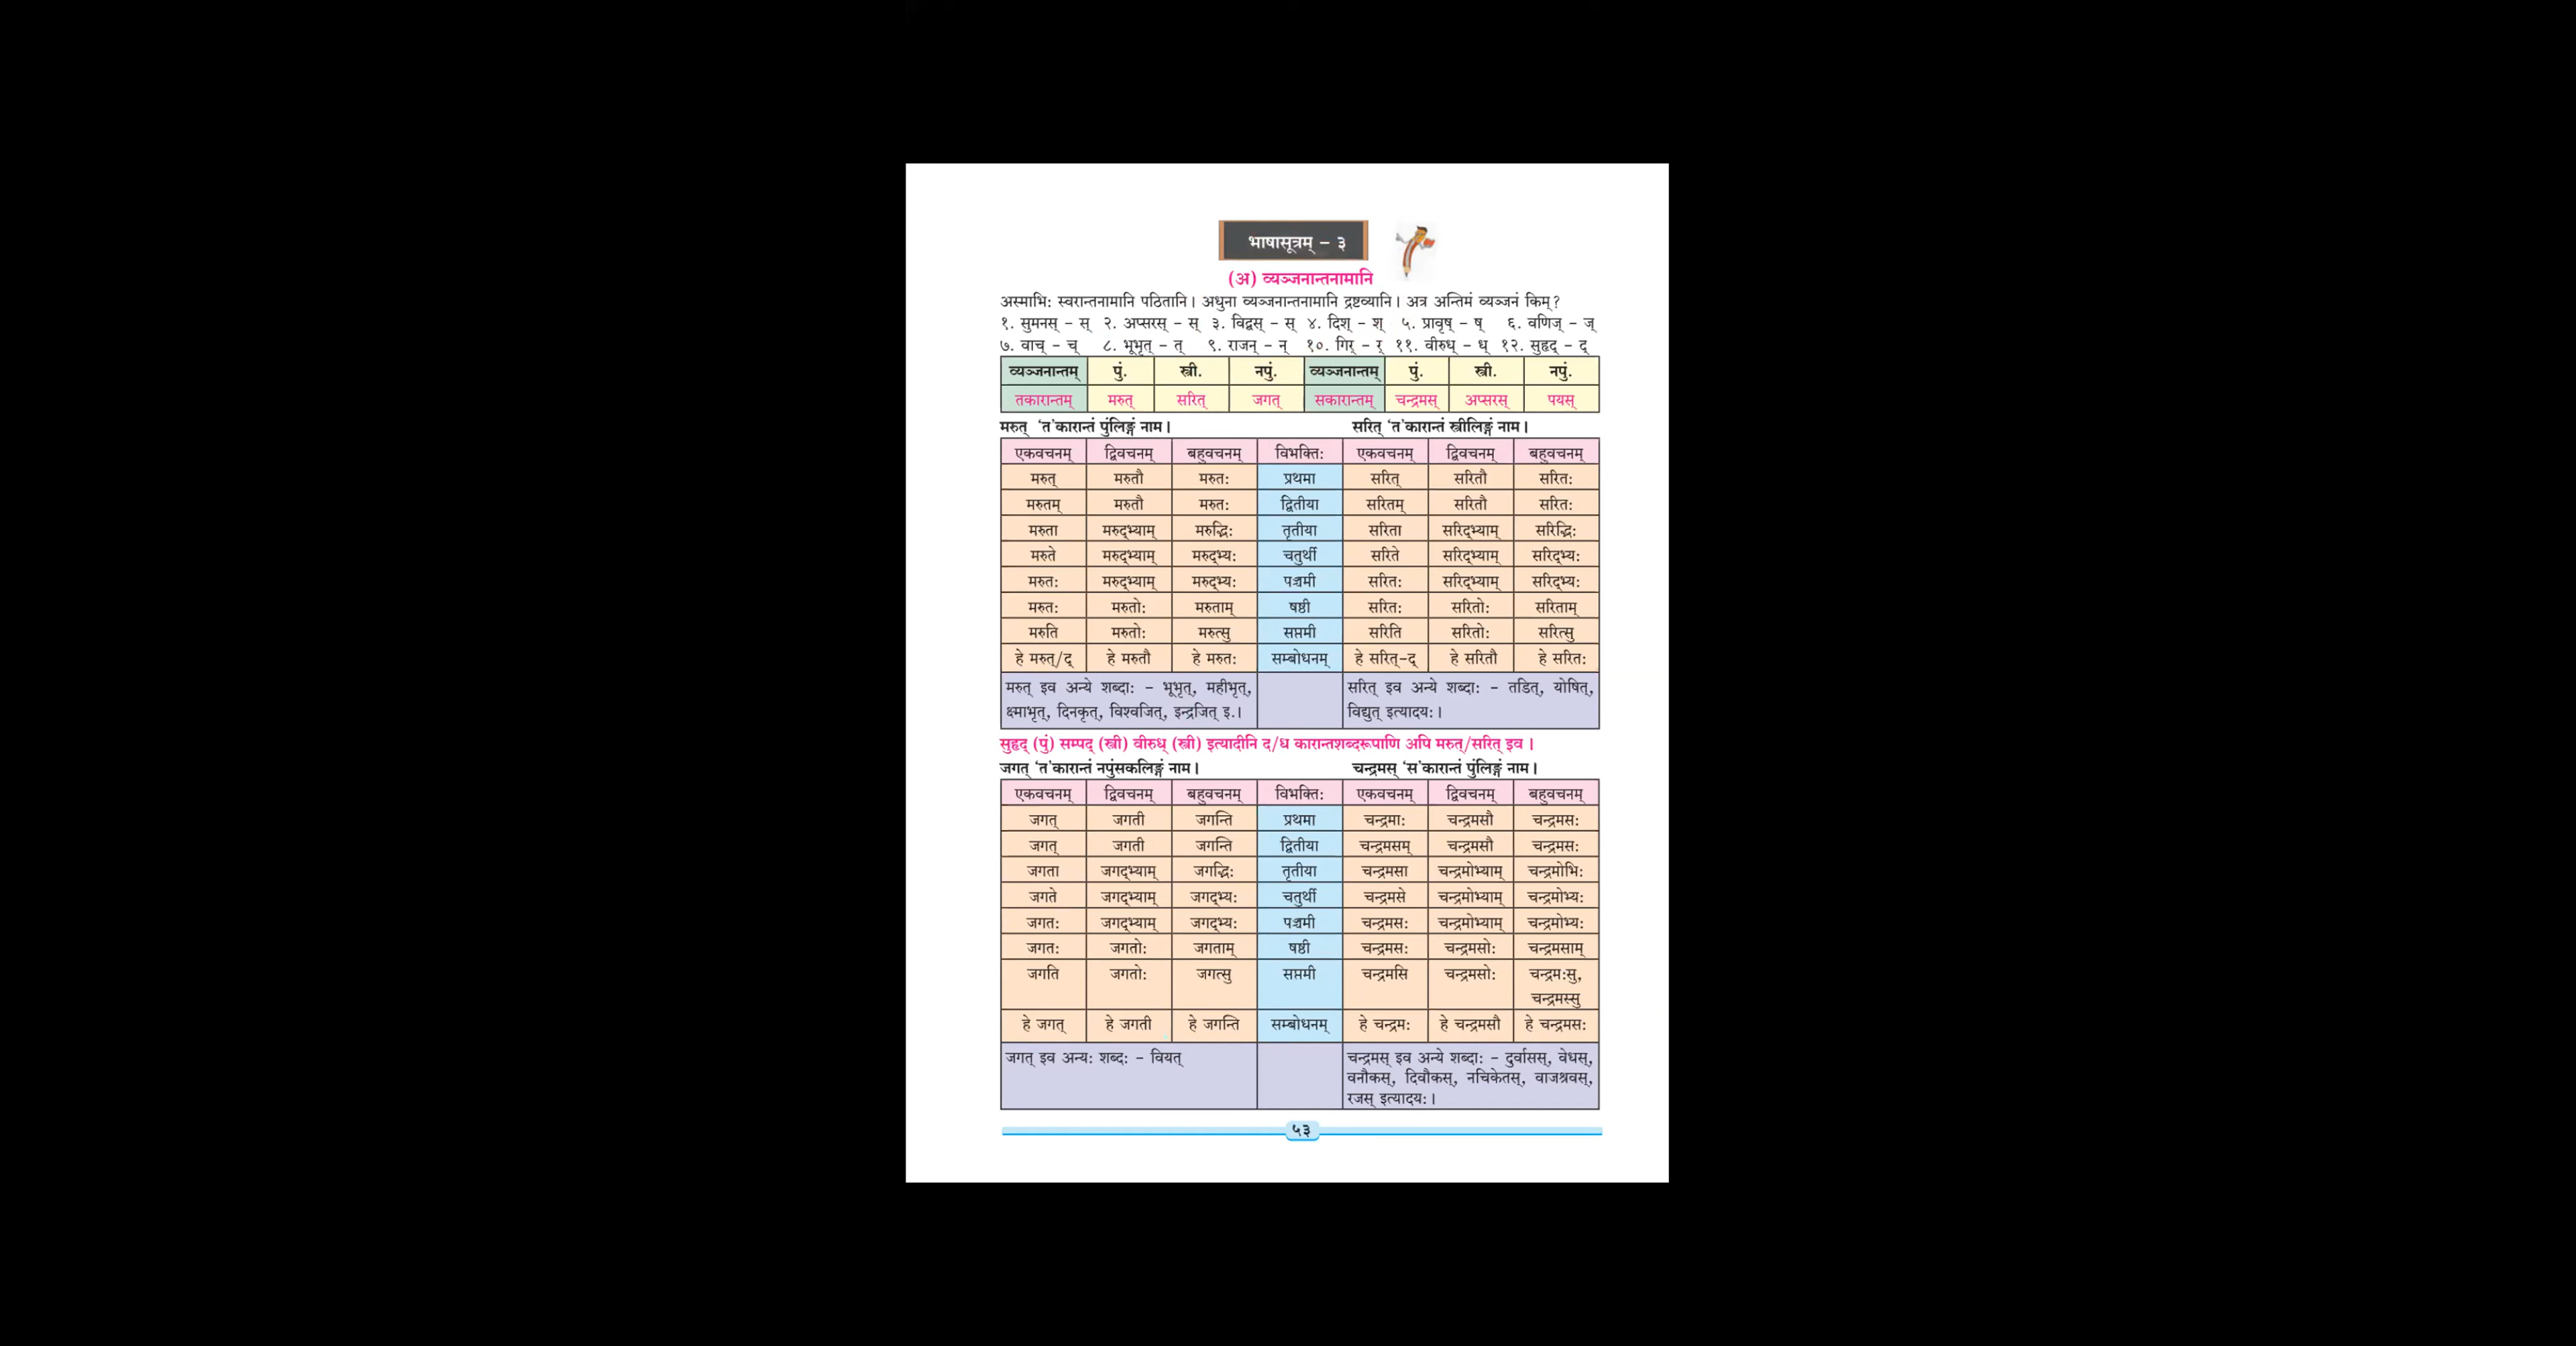 भाषासूत्रम् – ३
(अ) व्यञ्जनान्तनामानि
अस्माभि: स्वरान्तनामानि पठितानि। अधुना व्यञ्जनान्तनामानि द्रष्टव्यानि। अत्र अन्तिमं व्यञ्जनं किम्?
१. सुमनस् – स् २. अप्सरस् – स् ३. विद्वस् – स् ४. दिश् – श् ५. प्रावृष् – ष् ६. वणिज् – ज्
७. वाच् – च् ८. भूभृत् – त् ९. राजन् – न् १०. गिर् – र् ११. वीरुध् – ध् १२. सुहृद् – द्
व्यञ्जनान्तम् पुं. स्त्री. नपुं. व्यञ्जनान्तम् पुं. स्त्री. नपुं.
तकारान्तम् मरुत् सरित् जगत् सकारान्तम् चन्द्रमस् अप्सरस् पयस्
मरुत् ‘त’कारान्तं पुंलिङ्गं नाम। सरित् ‘त’कारान्तं स्त्रीलिङ्गं नाम।
एकवचनम् द्विवचनम् बहुवचनम् विभक्ति: एकवचनम् द्विवचनम् बहुवचनम्
मरुत् मरुतौ मरुत: प्रथमा सरित् सरितौ सरित:
मरुतम् मरुतौ मरुत: द्वितीया सरितम् सरितौ सरित:
मरुता मरुद्भ्याम् मरुद्भि: तृतीया सरिता सरिद्भ्याम् सरिद्भि:
मरुते मरुद्भ्याम् मरुद्भ्य: चतुर्थी सरिते सरिद्भ्याम् सरिद्भ्य:
मरुत: मरुद्भ्याम् मरुद्भ्य: पञ्चमी सरित: सरिद्भ्याम् सरिद्भ्य:
मरुत: मरुतो: मरुताम् षष्ठी सरित: सरितो: सरिताम्
मरुति मरुतो: मरुत्सु सप्तमी सरिति सरितो: सरित्सु
हे मरुत्/द् हे मरुतौ हे मरुत: सम्बोधनम् हे सरित्–द् हे सरितौ हे सरित:
मरुत् इव अन्ये शब्दा: – भूभृत्, महीभृत्,
क्ष्माभृत्, दिनकृत्, विश्वजित्, इन्द्रजित् इ.।
सरित् इव अन्ये शब्दा: – तडित्, योषित्,
विद्युत् इत्यादय:।
सुहृद् (पुं) सम्पद् (स्त्री) वीरुध् (स्त्री) इत्यादीनि द/ध कारान्तशब्दरूपाणि अपि मरुत्/सरित् इव।
जगत् ‘त’कारान्तं नपुंसकलिङ्गं नाम। चन्द्रमस् ‘स’कारान्तं पुंलिङ्गं नाम।
एकवचनम् द्विवचनम् बहुवचनम् विभक्ति: एकवचनम् द्विवचनम् बहुवचनम्
जगत् जगती जगन्ति प्रथमा चन्द्रमा: चन्द्रमसौ चन्द्रमस:
जगत् जगती जगन्ति द्वितीया चन्द्रमसम् चन्द्रमसौ चन्द्रमस:
जगता जगद्भ्याम् जगद्भि: तृतीया चन्द्रमसा चन्द्रमोभ्याम् चन्द्रमोभि:
जगते जगद्भ्याम् जगद्भ्य: चतुर्थी चन्द्रमसे चन्द्रमोभ्याम् चन्द्रमोभ्य:
जगत: जगद्भ्याम् जगद्भ्य: पञ्चमी चन्द्रमस: चन्द्रमोभ्याम् चन्द्रमोभ्य:
जगत: जगतो: जगताम् षष्ठी चन्द्रमस: चन्द्रमसो: चन्द्रमसाम्
जगति जगतो: जगत्सु सप्तमी चन्द्रमसि चन्द्रमसो: चन्द्रम:सु,
चन्द्रमस्सु
हे जगत् हे जगती हे जगन्ति सम्बोधनम् हे चन्द्रम: हे चन्द्रमसौ हे चन्द्रमस:
जगत् इव अन्य: शब्द: – वियत्
चन्द्रमस् इव अन्ये शब्दा: – दुर्वासस्, वेधस्,
वनौकस्, दिवौकस्, नचिकेतस्, वाजश्रवस्,
रजस् इत्यादय:।
५३